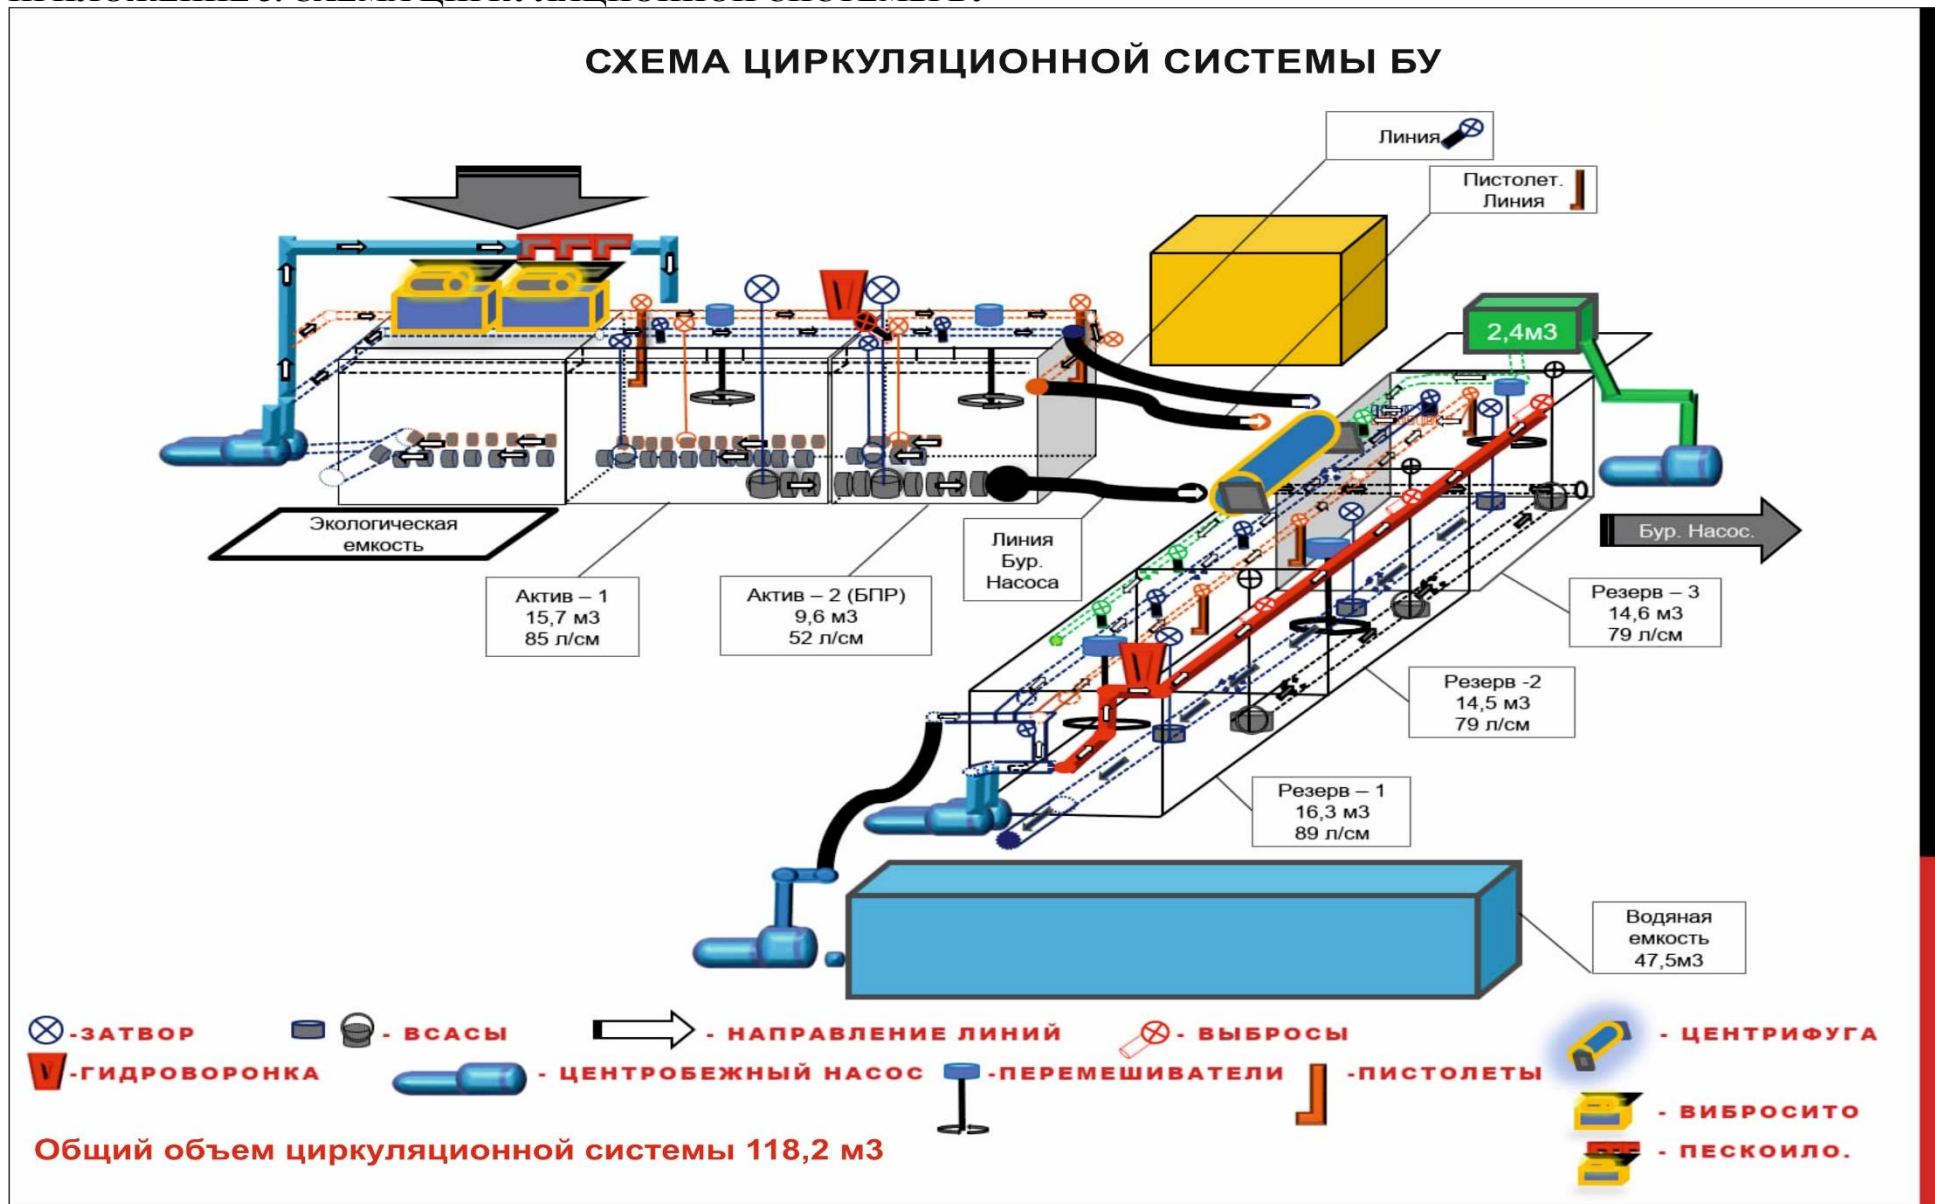 СХЕМА ЦИРКУЛЯЦИОННОЙ СИСТЕМЫ БУ
Линия
Пистолет.
Линия
2,4м3
Экологическая
емкость
Линия
Бур.
Насоса
Бур. Насос.
Актив – 1
15,7 м3
85 л/см
Актив – 2 (БПР)
9,6 м3
52 л/см
Резерв – 3
14,6 м3
79 л/см
Резерв -2
14,5 м3
79 л/см
Резерв – 1
16,3 м3
89 л/см
Водяная
емкость
47,5м3
-ЗАТВОР
- ВСАСЫ
- НАПРАВЛЕНИЕ ЛИНИЙ
- ВЫБРОСЫ
- ЦЕНТРИФУГА
V
-ГИДРОВОРОНКА
- ЦЕНТРОБЕЖНЫЙ НАСОС
-ПЕРЕМЕШИВАТЕЛИ
-ПИСТОЛЕТЫ
- ВИБРОСИТО
- ПЕСКОИЛО.
Общий объем циркуляционной системы 118,2 м3